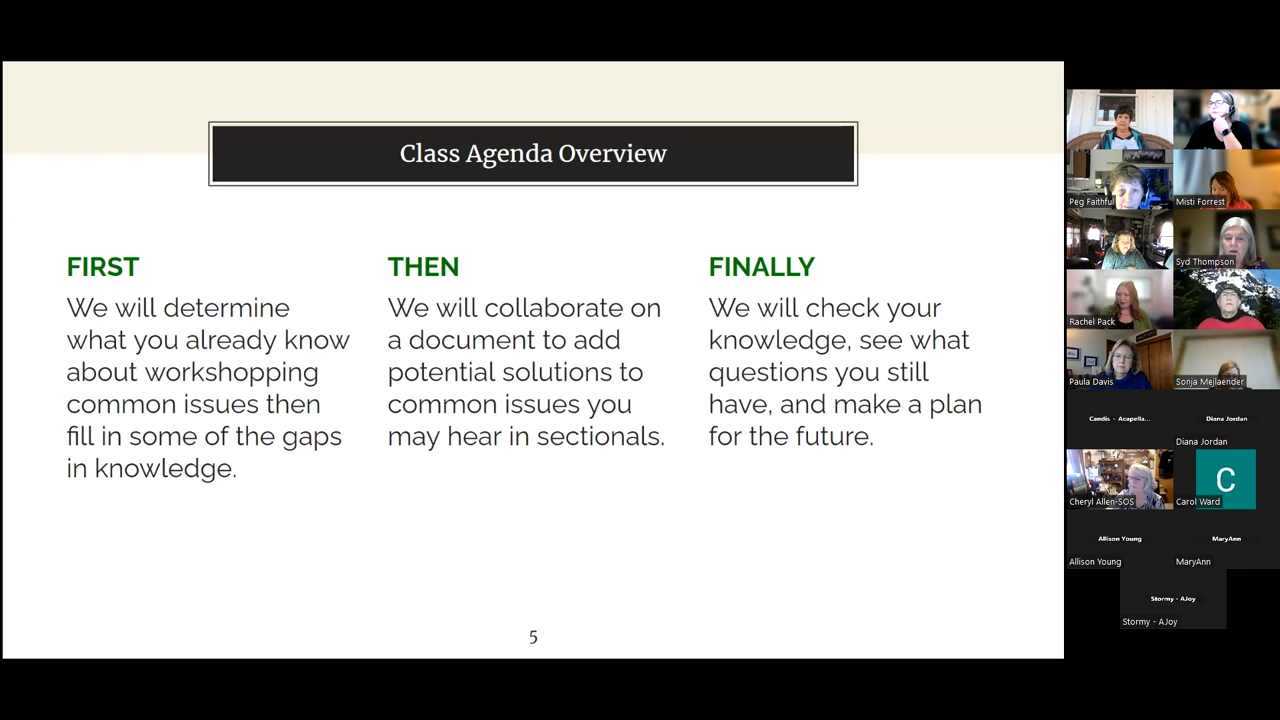 Class Agenda Overview
FIRST
We will determine
what you already know
about workshopping
common issues then
fill in some of the gaps
in knowledge.
THEN
We will collaborate on
a document to add
potential solutions to
common issues you
may hear in sectionals.
FINALLY
We will check your
knowledge, see what
questions you still
have, and make a plan
for the future.
5
Peg Faithful
Misti Forrest
Syd Thompson
Rachel Pack
Paula Davis
Sonja Mejlaender
Candis - Acapella...
Diana Jordan
Diana Jordan
Cheryl Allen-SOS
C
Carol Ward
Allison Young
MaryAnn
Allison Young
MaryAnn
Stormy - AJoy
Stormy - AJoy